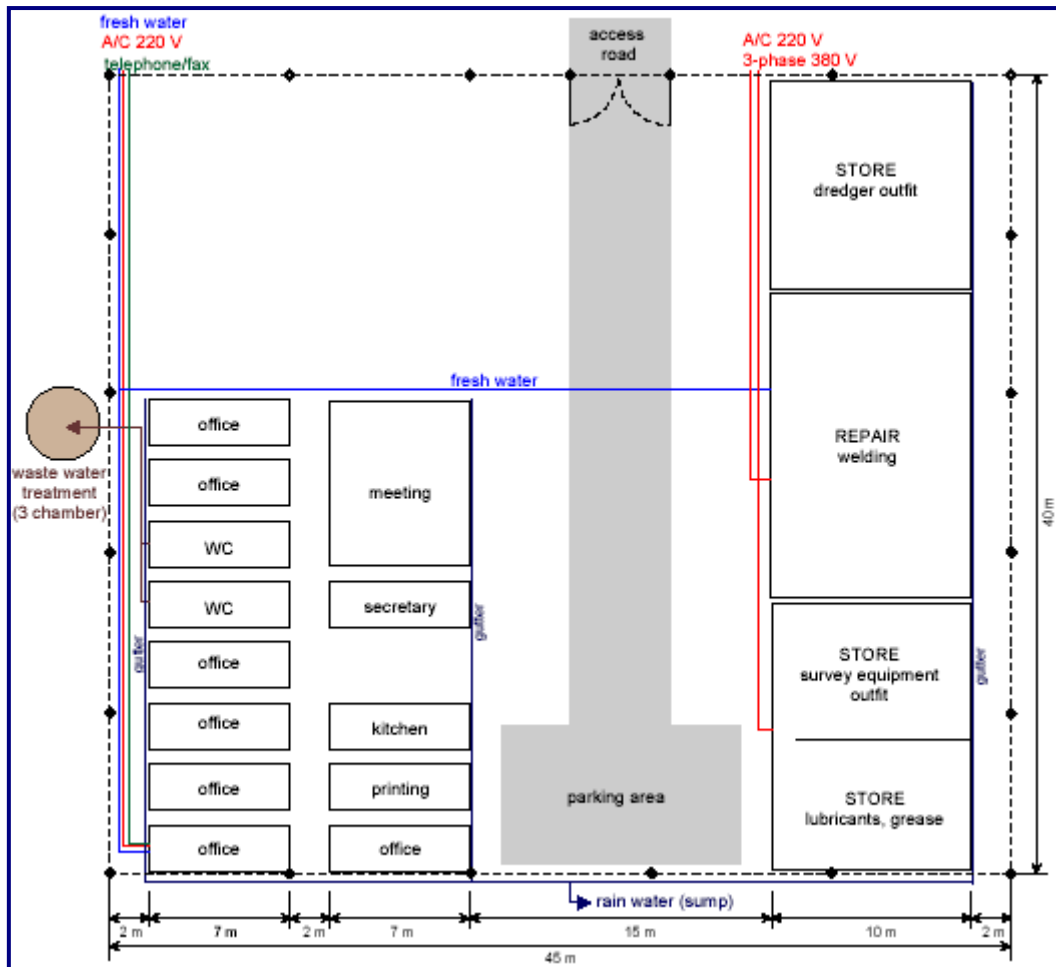 fresh water
A/C 220 V
telephone/fax
access
road
A/C 220 V
3-phase 380 V
STORE
dredger outfit
fresh water
REPAIR
welding
40 m
waste water
treatment
(3 chamber)
office
office
WC
WC
office
office
office
office
meeting
secretary
kitchen
printing
office
gutter
gutter
gutter
STORE
survey equipment
outfit
STORE
lubricants, grease
parking area
rain water (sump)
2 m
7 m
2 m
7 m
15 m
10 m
2 m
45 m